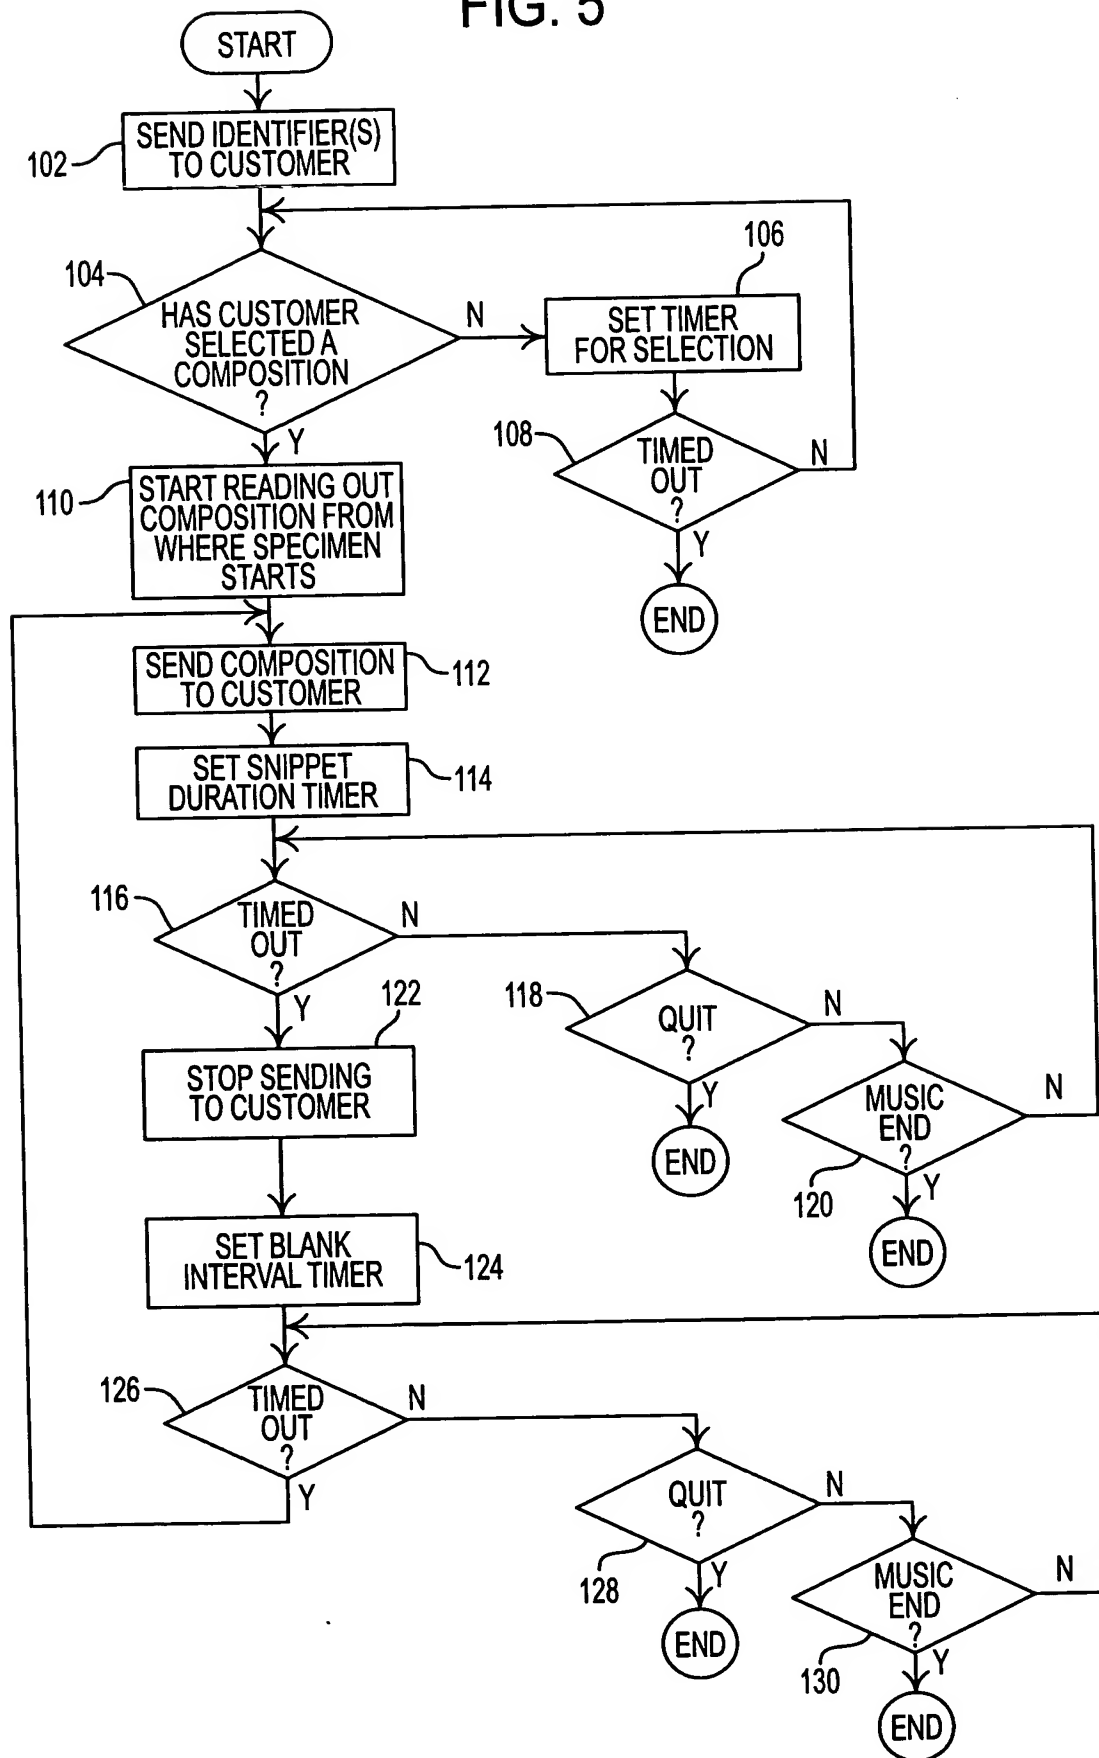 FIG. 5
START
102
SEND IDENTIFIER(S)
TO CUSTOMER
104
HAS CUSTOMER
SELECTED A
COMPOSITION
?
N
Y
106
SET TIMER
FOR SELECTION
108
TIMED
OUT
?
N
Y
END
110
START READING OUT
COMPOSITION FROM
WHERE SPECIMEN
STARTS
SEND COMPOSITION
TO CUSTOMER
112
SET SNIPPET
DURATION TIMER
114
116
TIMED
OUT
?
N
Y
118
QUIT
?
N
Y
END
MUSIC
END
?
N
Y
120
END
122
STOP SENDING
TO CUSTOMER
SET BLANK
INTERVAL TIMER
124
126
TIMED
OUT
?
N
Y
QUIT
?
N
Y
128
END
MUSIC
END
?
N
Y
130
END